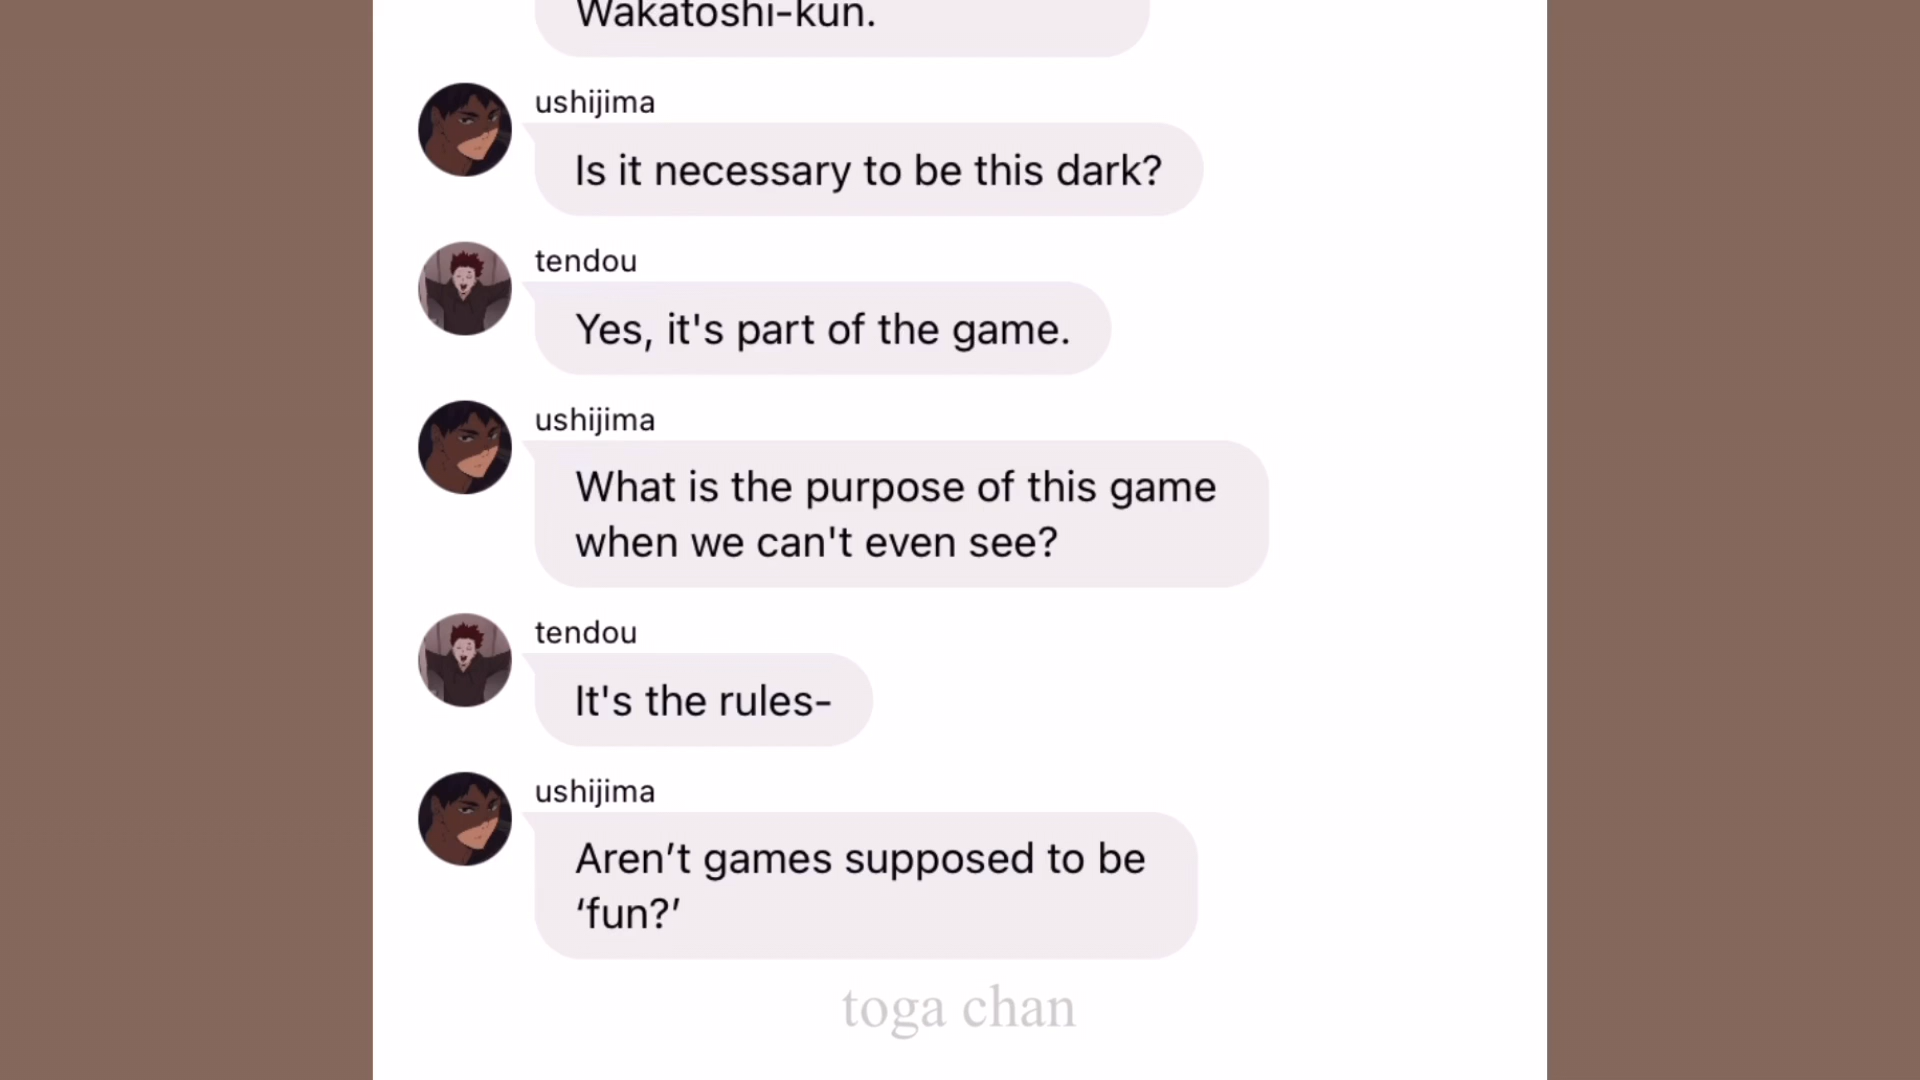 Wakatoshi-kun.
ushijima
Is it necessary to be this dark?
tendou
Yes, it's part of the game.
ushijima
What is the purpose of this game
when we can't even see?
tendou
It's the rules-
ushijima
Aren’t games supposed to be
‘fun?’
toga chan